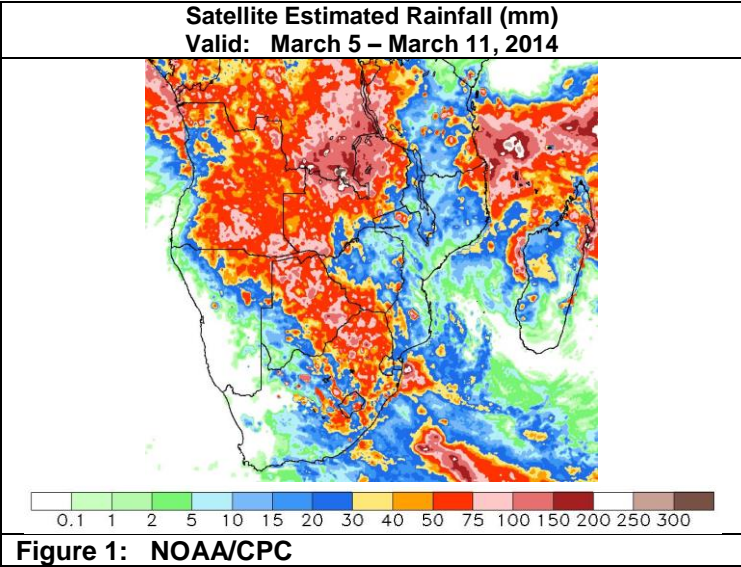 Satellite Estimated Rainfall (mm)
Valid: March 5 – March 11, 2014
0.1 1 2 5 10 15 20 30 40 50 75 100 150 200 250 300
Figure 1: NOAA/CPC